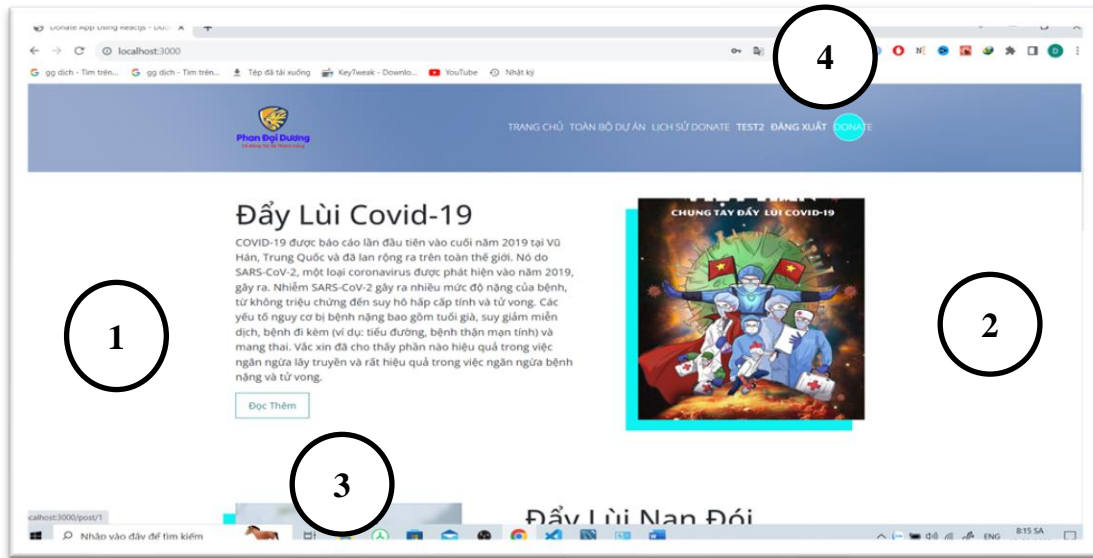 Donate App Using Reactjs - Duc
localhost:3000
gg dich - Tìm trên... gg dich - Tìm trên... Tệp đã tải xuống KeyTweak - Downlo... YouTube Nhật ký
4
Phan Đại Dương
TRANG CHỦ TOÀN BỘ DỰ ÁN LỊCH SỬ DONATE TEST2 ĐĂNG XUẤT DONATE
Đẩy Lùi Covid-19
COVID-19 được báo cáo lần đầu tiên vào cuối năm 2019 tại Vũ
Hán, Trung Quốc và đã lan rộng ra trên toàn thế giới. Nó do
SARS-CoV-2, một loại coronavirus được phát hiện vào năm 2019,
gây ra. Nhiễm SARS-CoV-2 gây ra nhiều mức độ nặng của bệnh,
từ không triệu chứng đến suy hô hấp cấp tính và tử vong. Các
yếu tố nguy cơ bị bệnh nặng bao gồm tuổi già, suy giảm miễn
dịch, bệnh đi kèm (ví dụ: tiểu đường, bệnh thận mạn tính) và
mang thai. Vắc xin đã cho thấy phần nào hiệu quả trong việc
ngăn ngừa lây truyền và rất hiệu quả trong việc ngăn ngừa bệnh
nặng và tử vong.
Đọc Thêm
CHUNG TAY ĐẨY LÙI COVID-19
1
2
3
Đẩy Lùi Nạn Đói
calhost:3000/post/1
Nhập vào đây để tìm kiếm
ENG
8:15 SA